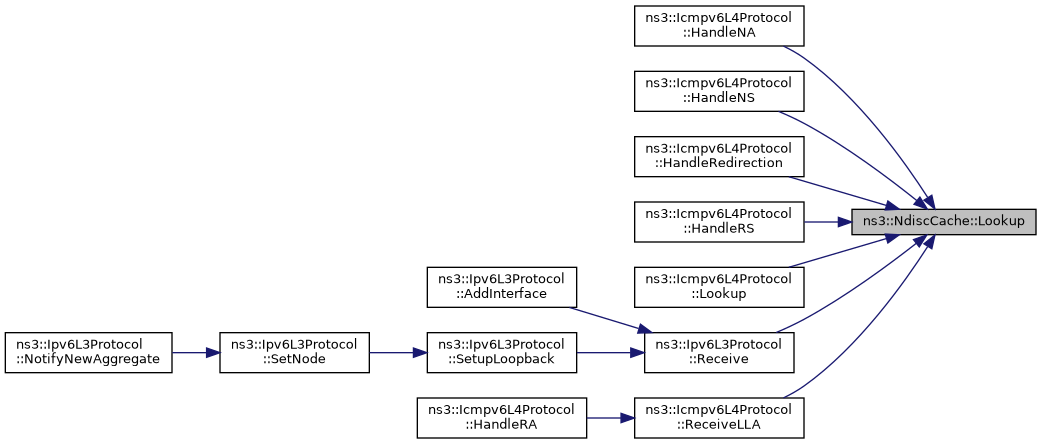 ns3::Icmpv6L4Protocol
::HandleNA
ns3::Icmpv6L4Protocol
::HandleNS
ns3::Icmpv6L4Protocol
::HandleRedirection
ns3::NdiscCache::Lookup
ns3::Icmpv6L4Protocol
::HandleRS
ns3::Ipv6L3Protocol
::AddInterface
ns3::Icmpv6L4Protocol
::Lookup
ns3::Ipv6L3Protocol
::NotifyNewAggregate
ns3::Ipv6L3Protocol
::SetNode
ns3::Ipv6L3Protocol
::SetupLoopback
ns3::Ipv6L3Protocol
::Receive
ns3::Icmpv6L4Protocol
::HandleRA
ns3::Icmpv6L4Protocol
::ReceiveLLA